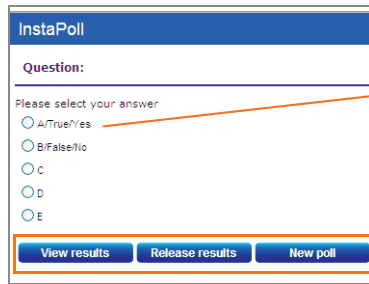 InstaPoll
Question:
Please select your answer
A/True/Yes
B/False/No
C
D
E
View results Release results New poll